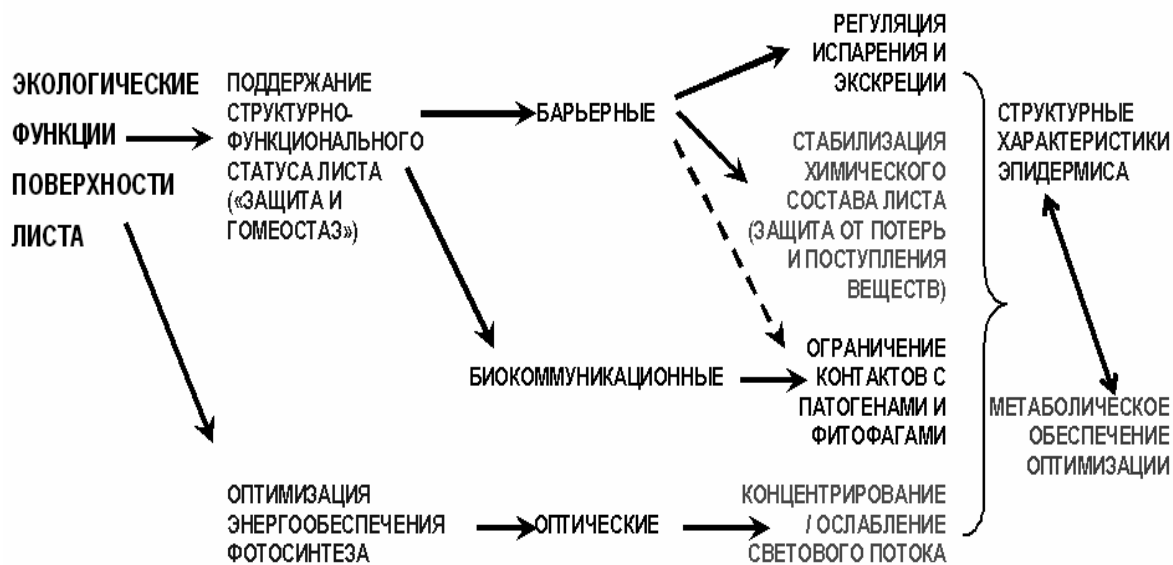 ЭКОЛОГИЧЕСКИЕ
ФУНКЦИИ
ПОВЕРХНОСТИ
ЛИСТА
ПОДДЕРЖАНИЕ
СТРУКТУРНО-
ФУНКЦИОНАЛЬНОГО
СТАТУСА ЛИСТА
(«ЗАЩИТА И
ГОМЕОСТАЗ»)
ОПТИМИЗАЦИЯ
ЭНЕРГООБЕСПЕЧЕНИЯ
ФОТОСИНТЕЗА
БАРЬЕРНЫЕ
БИОКОММУНИКАЦИОННЫЕ
ОПТИЧЕСКИЕ
РЕГУЛЯЦИЯ
ИСПАРЕНИЯ И
ЭКСКРЕЦИИ
СТАБИЛИЗАЦИЯ
ХИМИЧЕСКОГО
СОСТАВА ЛИСТА
(ЗАЩИТА ОТ ПОТЕРЬ
И ПОСТУПЛЕНИЯ
ВЕЩЕСТВ)
ОГРАНИЧЕНИЕ
КОНТАКТОВ С
ПАТОГЕНАМИ И
ФИТОФАГАМИ
КОНЦЕНТРИРОВАНИЕ
/ ОСЛАБЛЕНИЕ
СВЕТОВОГО ПОТОКА
СТРУКТУРНЫЕ
ХАРАКТЕРИСТИКИ
ЭПИДЕРМИСА
МЕТАБОЛИЧЕСКОЕ
ОБЕСПЕЧЕНИЕ
ОПТИМИЗАЦИИ